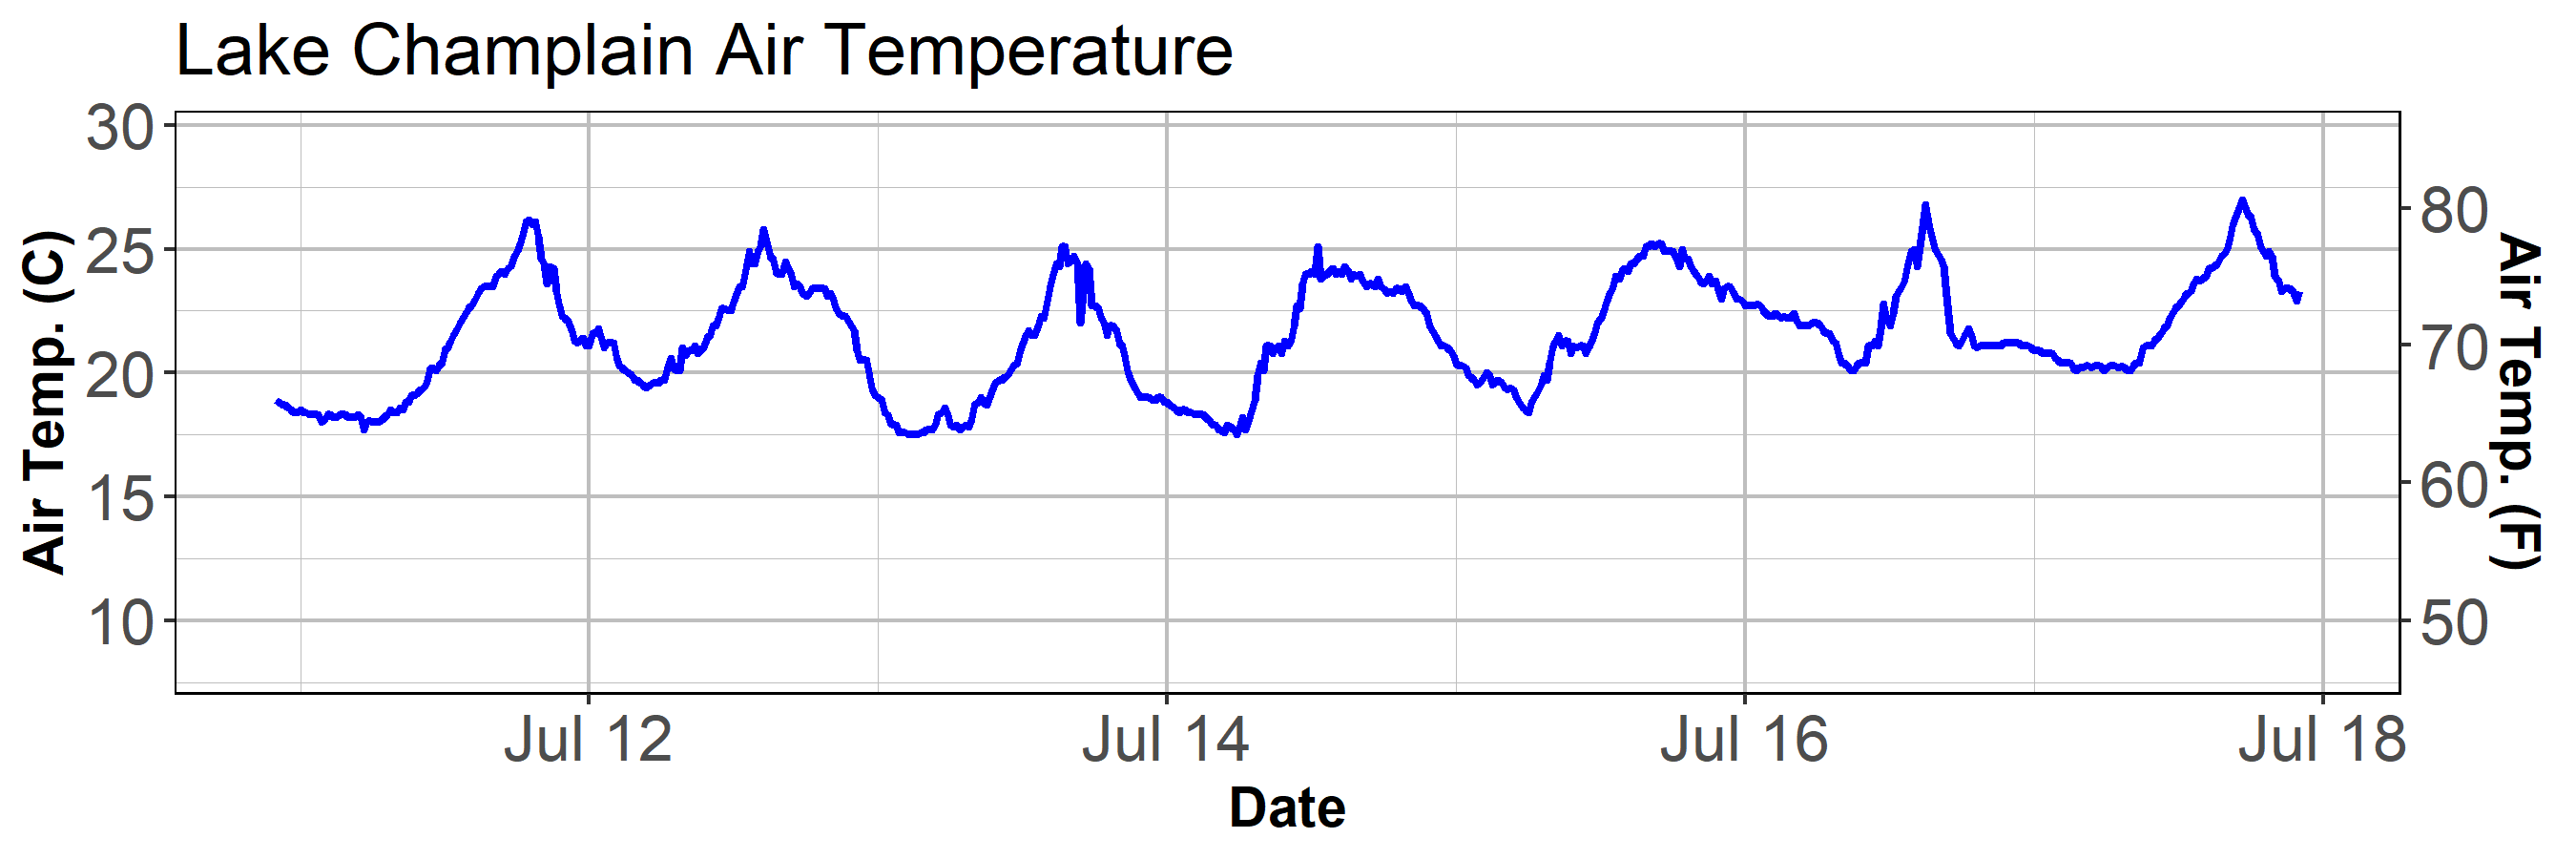 Lake Champlain Air Temperature
Air Temp. (C)
30
25
20
15
10
80
70
60
50
Air Temp. (F)
Jul 12 Jul 14 Jul 16 Jul 18
Date